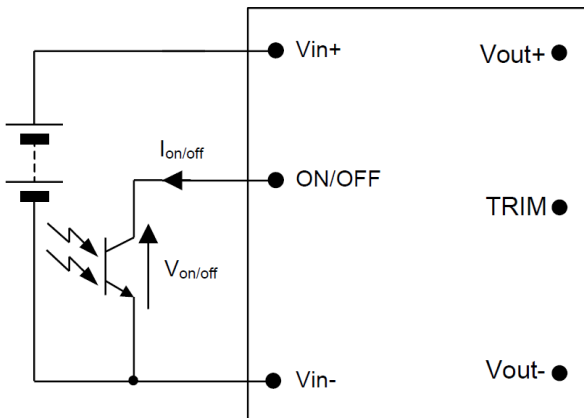 Vin+
Vout+
Ion/off
ON/OFF
TRIM
Von/off
Vin-
Vout-